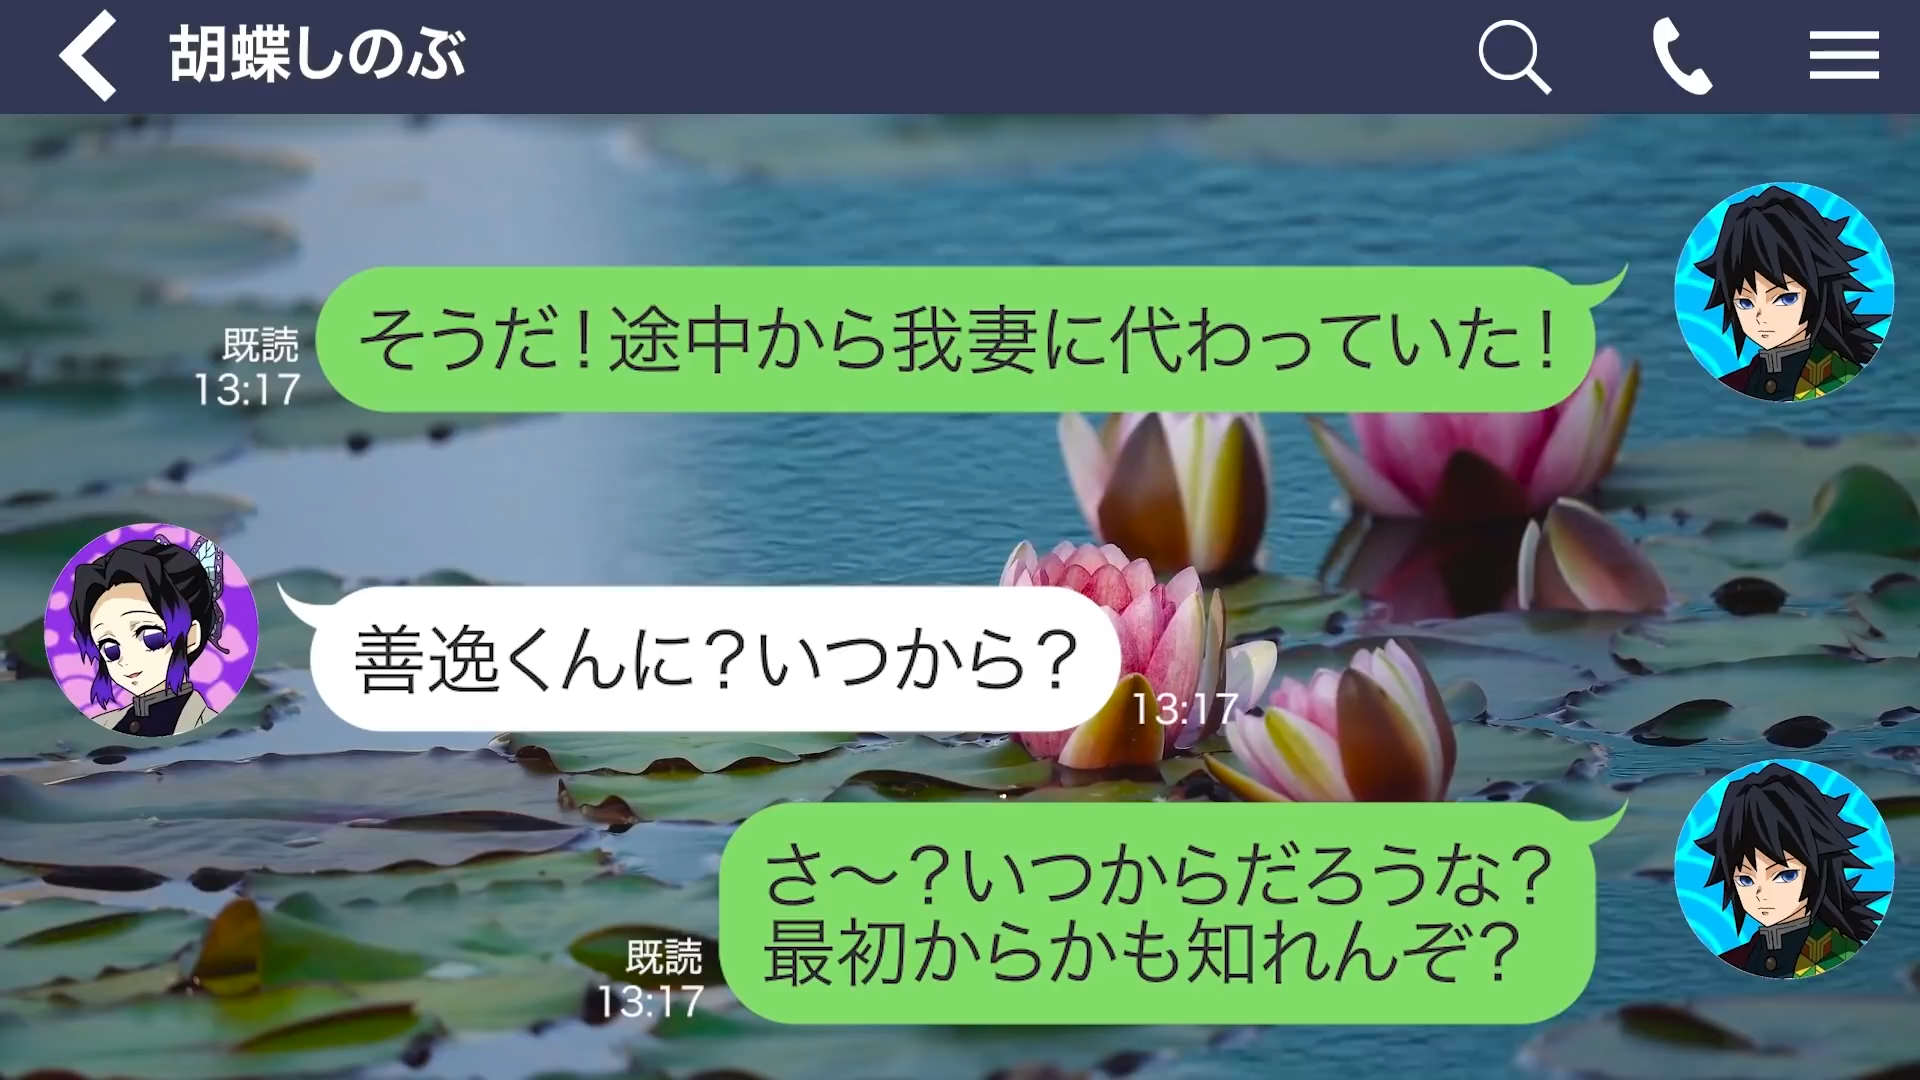 胡蝶しのぶ
そうだ！途中から我妻に代わっていた！
既読
13:17
善逸くんに？いつから？
13:17
さ〜？いつからだろうな？
最初からかも知れんぞ？
既読
13:17